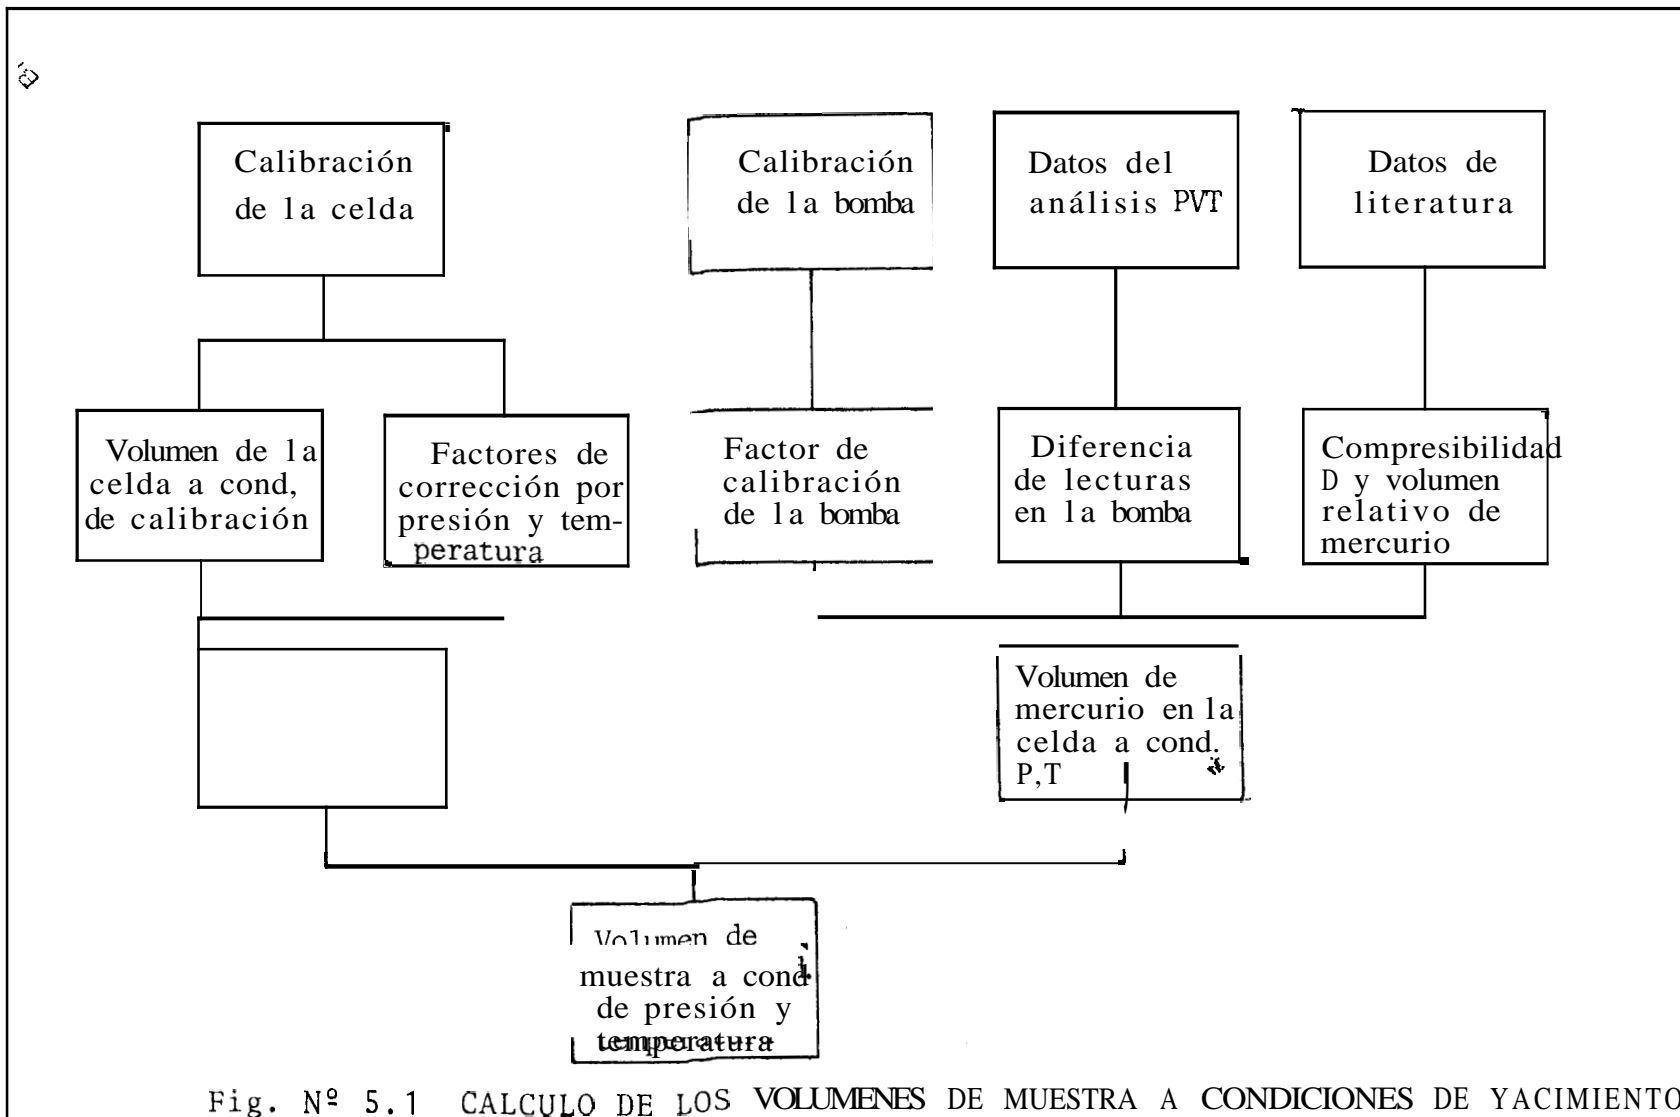 Calibración
de la celda
Calibración
de la bomba
Datos del
análisis PVT
Datos de
literatura
Volumen de la
celda a cond,
de calibración
Factores de
corrección por
presión y tem-
peratura
Factor de
calibración
de la bomba
Diferencia
de lecturas
en la bomba
Compresibilidad
D y volumen
relativo de
mercurio
Volumen de
mercurio en la
celda a cond.
P,T
Volumen de
muestra a cond
de presión y
temperatura
Fig. Nº 5.1 CALCULO DE LOS VOLUMENES DE MUESTRA A CONDICIONES DE YACIMIENTO